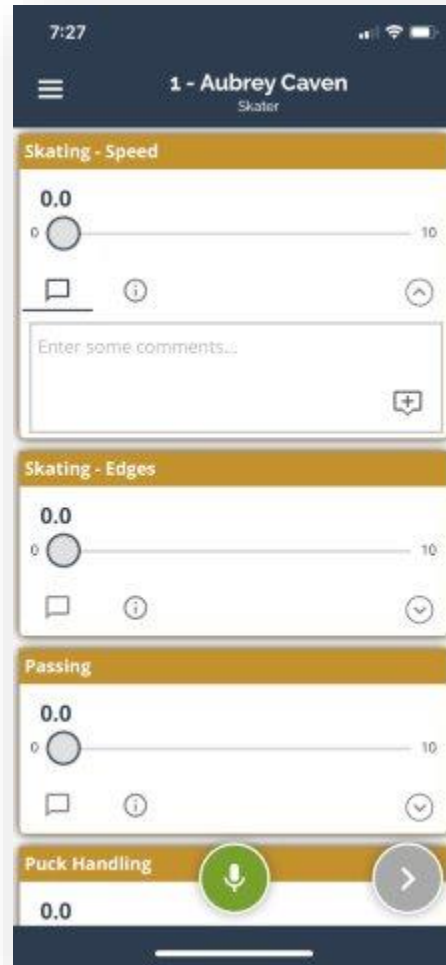 7:27
1 - Aubrey Caven
Skater
Skating - Speed
0.0
0 10
Enter some comments...
Skating - Edges
0.0
0 10
Passing
0.0
0 10
Puck Handling
0.0